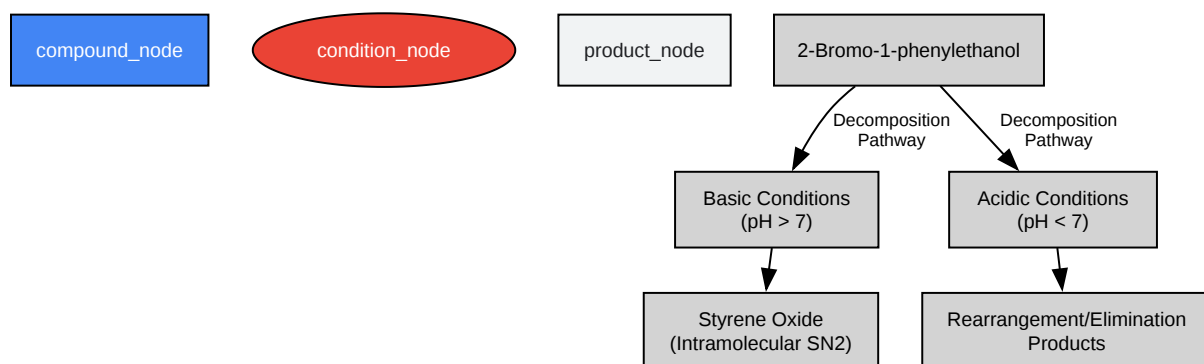 compound_node
condition_node
product_node
2-Bromo-1-phenylethanol
Decomposition
Pathway
Decomposition
Pathway
Basic Conditions
(pH > 7)
Acidic Conditions
(pH < 7)
Styrene Oxide
(Intramolecular SN2)
Rearrangement/Elimination
Products